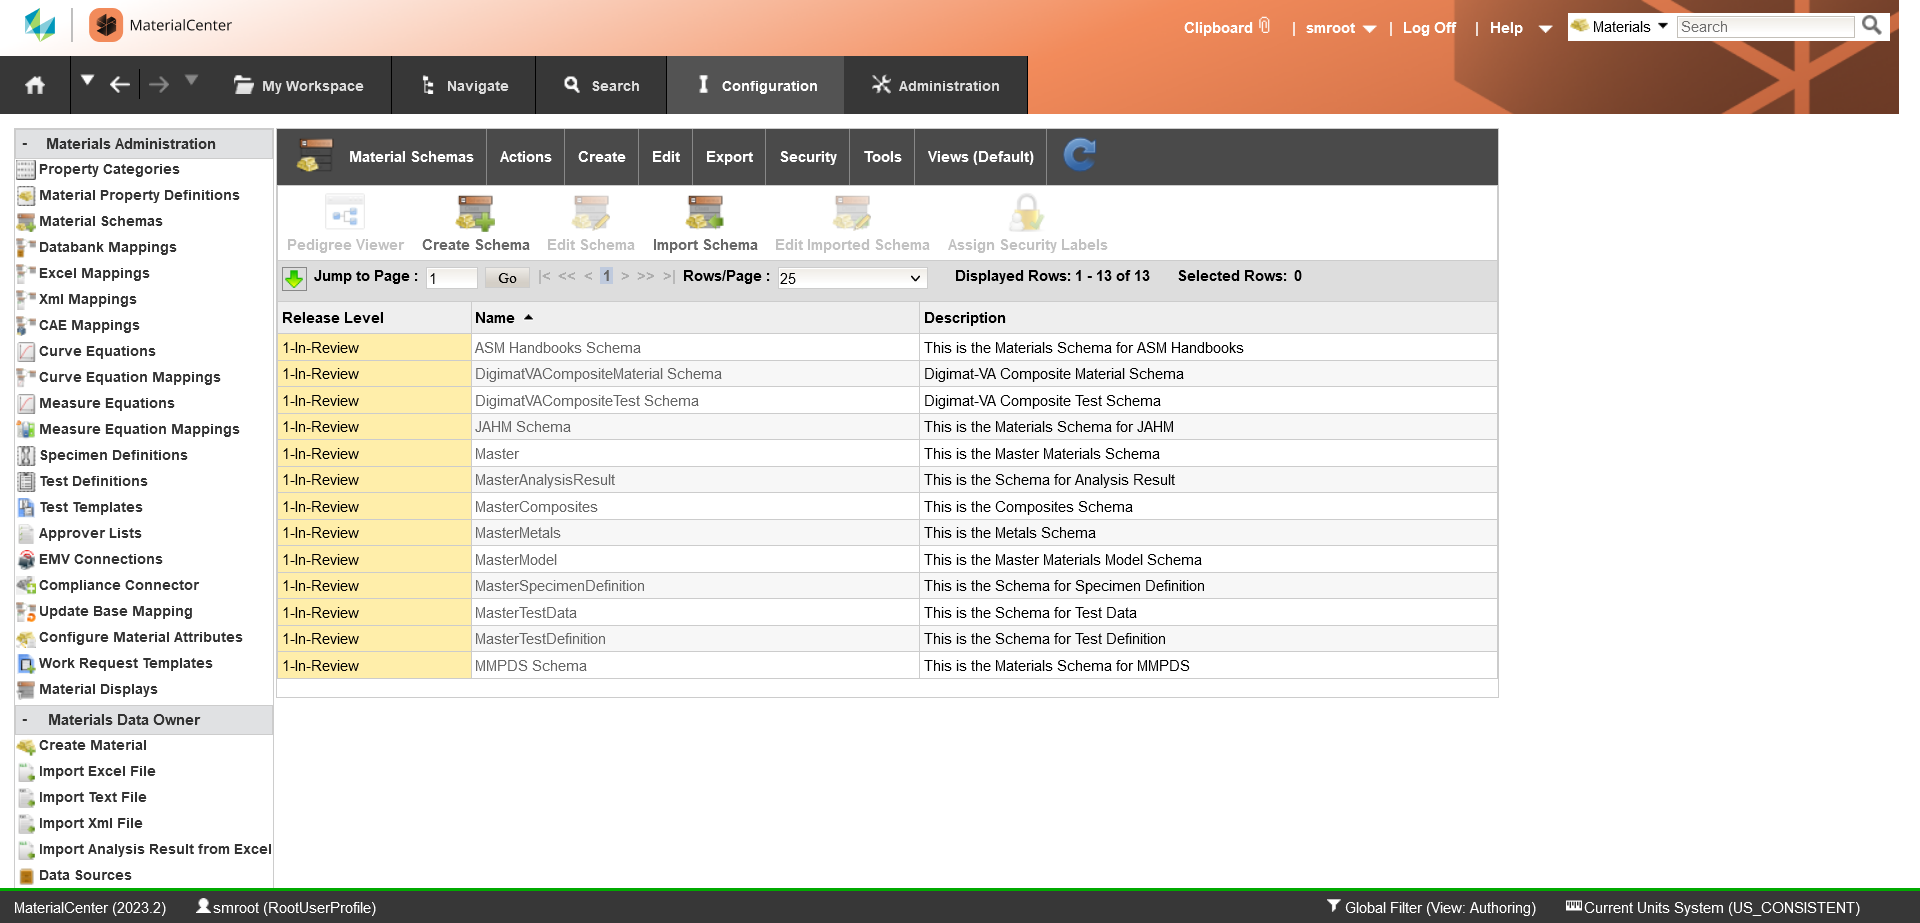 MaterialCenter
Clipboard | smroot | Log Off | Help
Materials Search
My Workspace Navigate Search Configuration Administration
- Materials Administration
Property Categories
Material Property Definitions
Material Schemas
Databank Mappings
Excel Mappings
Xml Mappings
CAE Mappings
Curve Equations
Curve Equation Mappings
Measure Equations
Measure Equation Mappings
Specimen Definitions
Test Definitions
Test Templates
Approver Lists
EMV Connections
Compliance Connector
Update Base Mapping
Configure Material Attributes
Work Request Templates
Material Displays
- Materials Data Owner
Create Material
Import Excel File
Import Text File
Import Xml File
Import Analysis Result from Excel
Data Sources
Material Schemas Actions Create Edit Export Security Tools Views (Default)
Pedigree Viewer Create Schema Edit Schema Import Schema Edit Imported Schema Assign Security Labels
Jump to Page : 1 Go |< << < 1 > >> >| Rows/Page : 25 Displayed Rows: 1 - 13 of 13 Selected Rows: 0
Release Level Name Description
1-In-Review ASM Handbooks Schema This is the Materials Schema for ASM Handbooks
1-In-Review DigimatVACompositeMaterial Schema Digimat-VA Composite Material Schema
1-In-Review DigimatVACompositeTest Schema Digimat-VA Composite Test Schema
1-In-Review JAHM Schema This is the Materials Schema for JAHM
1-In-Review Master This is the Master Materials Schema
1-In-Review MasterAnalysisResult This is the Schema for Analysis Result
1-In-Review MasterComposites This is the Composites Schema
1-In-Review MasterMetals This is the Metals Schema
1-In-Review MasterModel This is the Master Materials Model Schema
1-In-Review MasterSpecimenDefinition This is the Schema for Specimen Definition
1-In-Review MasterTestData This is the Schema for Test Data
1-In-Review MasterTestDefinition This is the Schema for Test Definition
1-In-Review MMPDS Schema This is the Materials Schema for MMPDS
MaterialCenter (2023.2) smroot (RootUserProfile) Global Filter (View: Authoring) Current Units System (US_CONSISTENT)